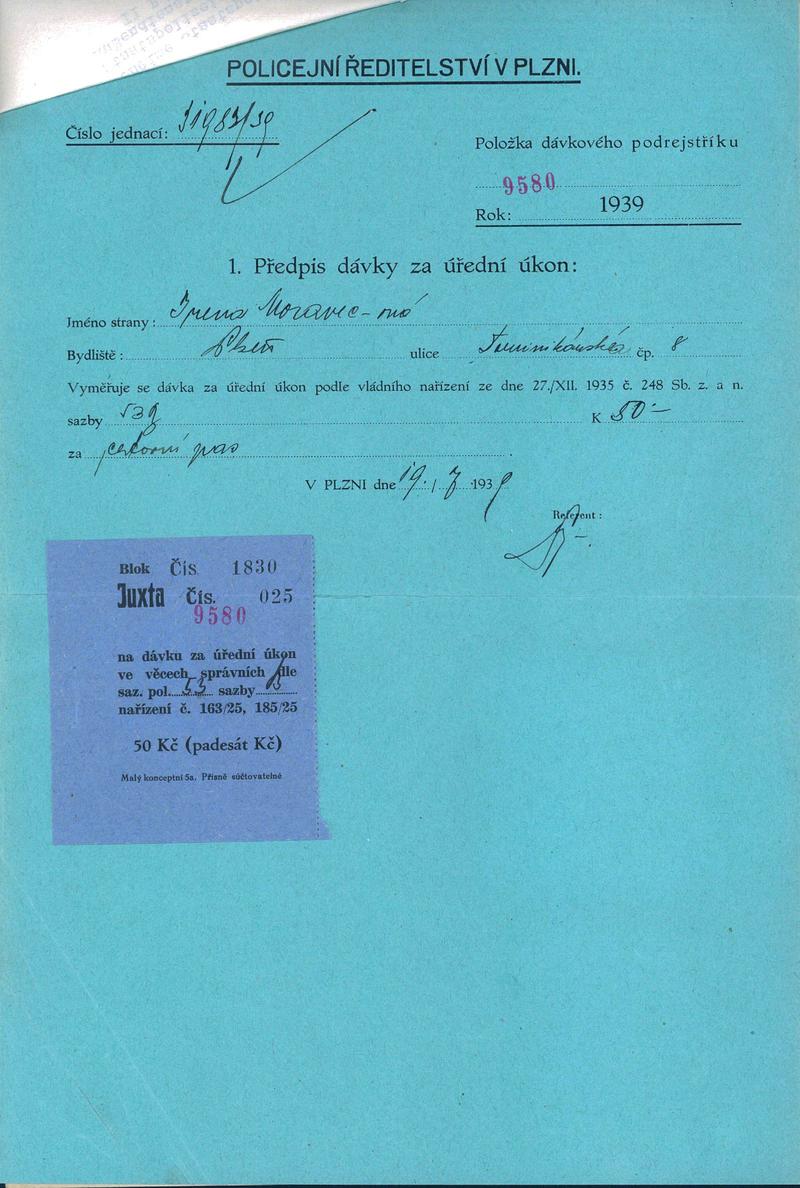 POLICEJNÍ ŘEDITELSTVÍ V PLZNI.
Číslo jednací:
Položka dávkového podrejstříku
9580
Rok: 1939
1. Předpis dávky za úřední úkon:
Jméno strany: Irena Moravec-ová
Bydliště: Plzeň ulice Dominikánská čp. 8
Vyměřuje se dávka za úřední úkon podle vládního nařízení ze dne 27./XII. 1935 č. 248 Sb. z. a n.
sazby K 50-
za cestovní pas
V PLZNI dne 19./7.1939
Referent:
Blok Čís 1830
Juxta Čís. 025
9580
na dávku za úřední úkon
ve věcech správních dle
saz. pol. 53 sazby
nařízení č. 163/25, 185/25
50 Kč (padesát Kč)
Malý konceptní 5a. Přísně súčtovatelné